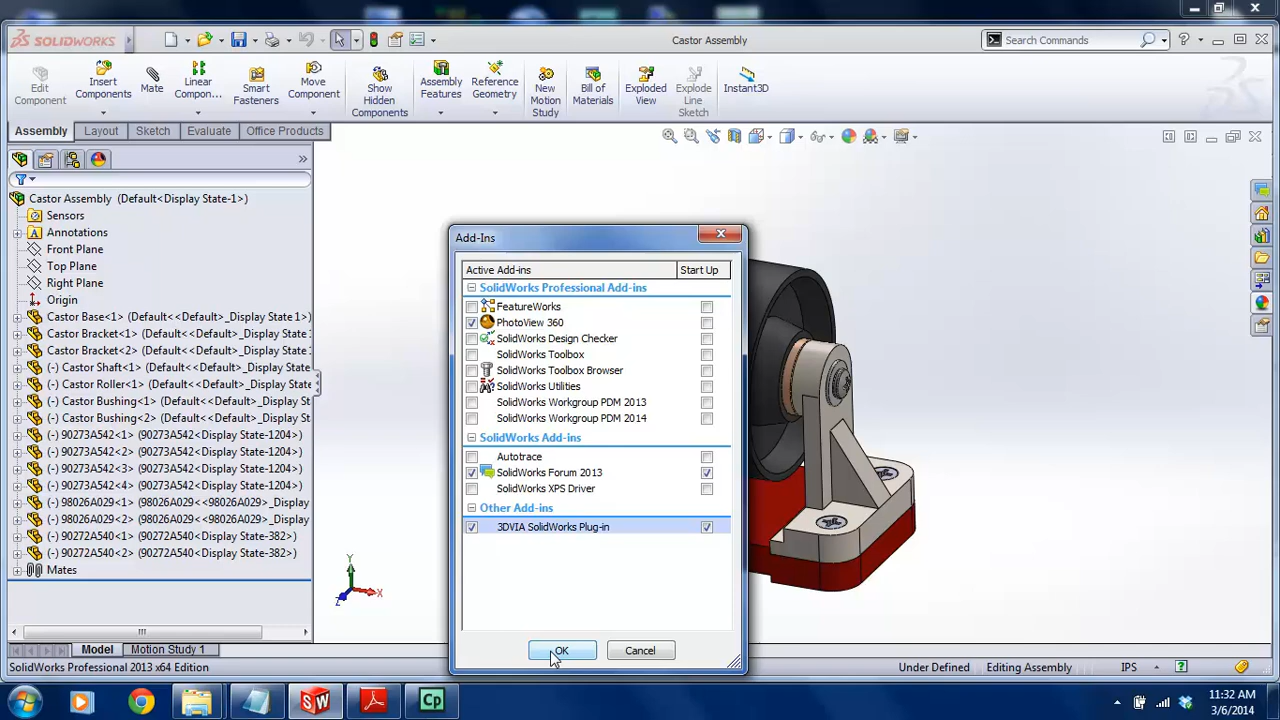 SOLIDWORKS
Castor Assembly
Search Commands
Edit Component
Insert Components
Mate
Linear Compon...
Smart Fasteners
Move Component
Show Hidden Components
Assembly Features
Reference Geometry
New Motion Study
Bill of Materials
Exploded View
Explode Line Sketch
Instant3D
Assembly
Layout
Sketch
Evaluate
Office Products
Castor Assembly (Default<Display State-1>)
Sensors
Annotations
Front Plane
Top Plane
Right Plane
Origin
Castor Base<1> (Default<<Default>_Display State 1>)
Castor Bracket<1> (Default<<Default>_Display State
Castor Bracket<2> (Default<<Default>_Display State
(-) Castor Shaft<1> (Default<<Default>_Display State
(-) Castor Roller<1> (Default<<Default>_Display State
Castor Bushing<1> (Default<<Default>_Display State
(-) Castor Bushing<2> (Default<<Default>_Display
(-) 90273A542<1> (90273A542<Display State-1204>)
(-) 90273A542<2> (90273A542<Display State-1204>)
(-) 90273A542<3> (90273A542<Display State-1204>)
(-) 90273A542<4> (90273A542<Display State-1204>)
(-) 98026A029<1> (98026A029<<98026A029>_Display
(-) 98026A029<2> (98026A029<<98026A029>_Display
(-) 92172A540<1> (92172A540<Display State-382>)
(-) 92172A540<2> (92172A540<Display State-382>)
Mates
Add-Ins
Active Add-ins
Start Up
SolidWorks Professional Add-ins
FeatureWorks
PhotoView 360
SolidWorks Design Checker
SolidWorks Toolbox
SolidWorks Toolbox Browser
SolidWorks Utilities
SolidWorks Workgroup PDM 2013
SolidWorks Workgroup PDM 2014
SolidWorks Add-ins
Autotrace
SolidWorks Forum 2013
SolidWorks XPS Driver
Other Add-ins
3DVIA SolidWorks Plug-in
OK
Cancel
Y
X
Z
Model
Motion Study 1
SolidWorks Professional 2013 x64 Edition
Under Defined
Editing Assembly
IPS
SW
Cp
11:32 AM
3/6/2014